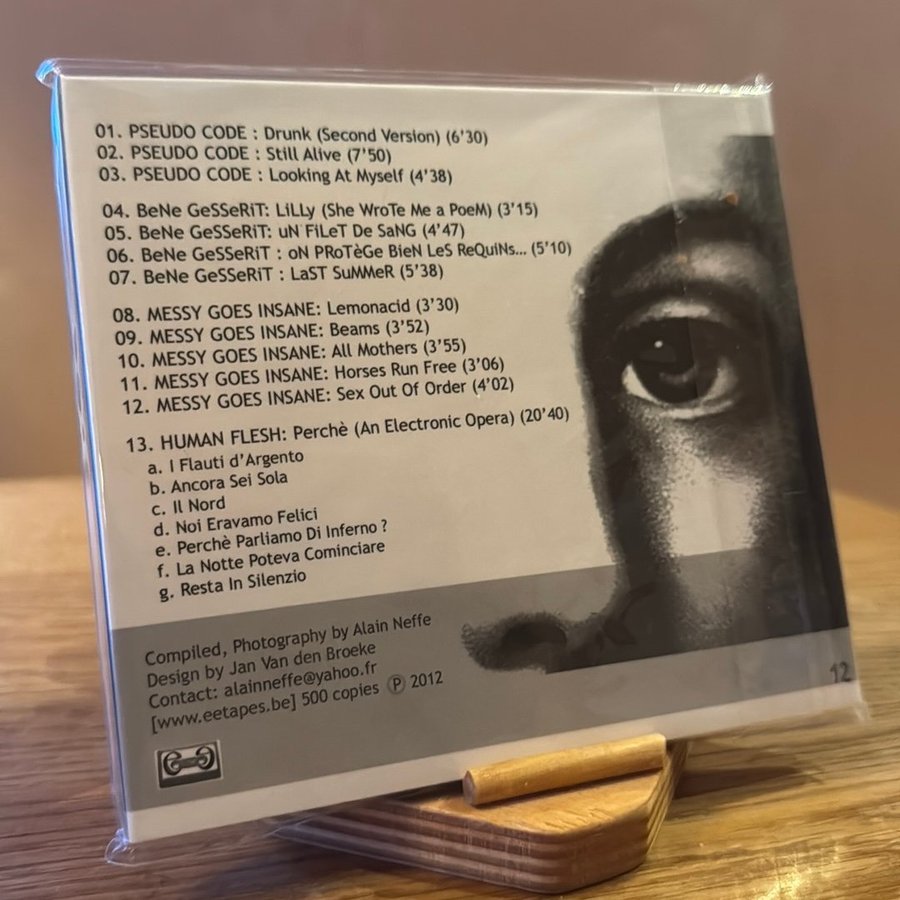 01. PSEUDO CODE : Drunk (Second Version) (6'30)
02. PSEUDO CODE : Still Alive (7'50)
03. PSEUDO CODE : Looking At Myself (4'38)
04. BeNe GeSSeRiT: LiLLy (She WroTe Me a PoeM) (3'15)
05. BeNe GeSSeRiT: uN FiLeT De SaNG (4'47)
06. BeNe GeSSeRiT : oN PRoTèGe BieN LeS ReQuiNs... (5'10)
07. BeNe GeSSeRiT : LaST SuMMeR (5'38)
08. MESSY GOES INSANE: Lemonacid (3'30)
09. MESSY GOES INSANE: Beams (3'52)
10. MESSY GOES INSANE: All Mothers (3'55)
11. MESSY GOES INSANE: Horses Run Free (3'06)
12. MESSY GOES INSANE: Sex Out Of Order (4'02)
13. HUMAN FLESH: Perchè (An Electronic Opera) (20'40)
a. I Flauti d'Argento
b. Ancora Sei Sola
c. Il Nord
d. Noi Eravamo Felici
e. Perchè Parliamo Di Inferno ?
f. La Notte Poteva Cominciare
g. Resta In Silenzio
Compiled, Photography by Alain Neffe
Design by Jan Van den Broeke
Contact: alainneffe@yahoo.fr
[www.eetapes.be] 500 copies Ⓟ 2012
12